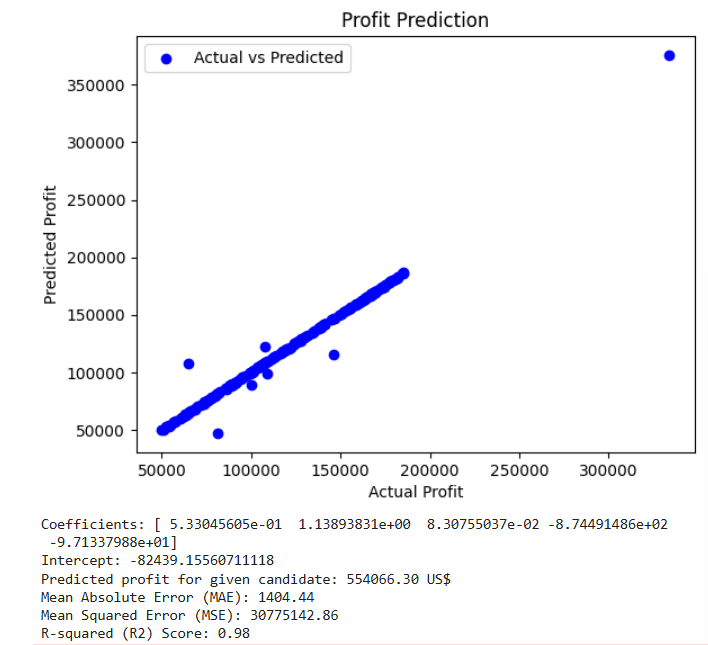 Profit Prediction
Actual vs Predicted
350000
300000
250000
200000
150000
100000
50000
Predicted Profit
50000 100000 150000 200000 250000 300000
Actual Profit
Coefficients: [ 5.33045605e-01  1.13893831e+00  8.30755037e-02 -8.74491486e+02
 -9.71337988e+01]
Intercept: -82439.15560711118
Predicted profit for given candidate: 554066.30 US$
Mean Absolute Error (MAE): 1404.44
Mean Squared Error (MSE): 30775142.86
R-squared (R2) Score: 0.98